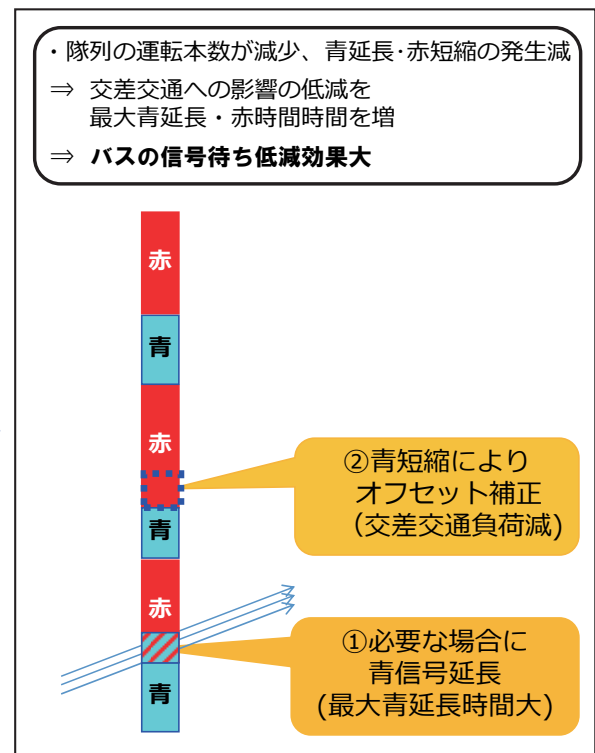 ・隊列の運転本数が減少、青延長・赤短縮の発生減
⇒ 交差交通への影響の低減を
最大青延長・赤時間時間を増
⇒ バスの信号待ち低減効果大
赤
青
赤
②青短縮により
オフセット補正
（交差交通負荷減)
青
赤
①必要な場合に
青信号延長
(最大青延長時間大)
青